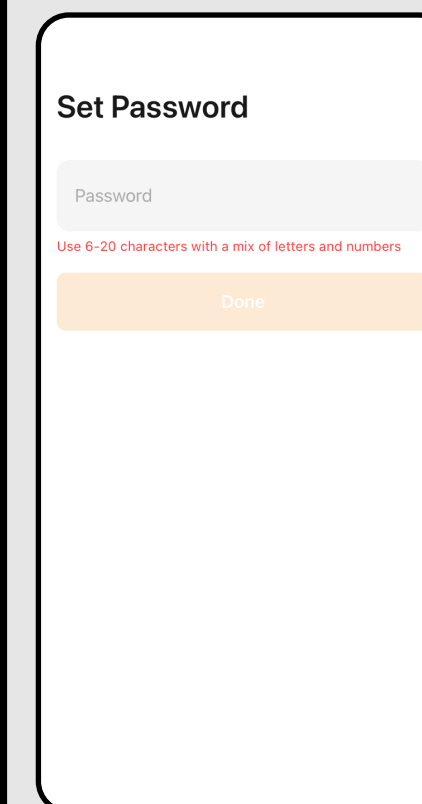 Set Password
Password
Use 6-20 characters with a mix of letters and numbers
Done